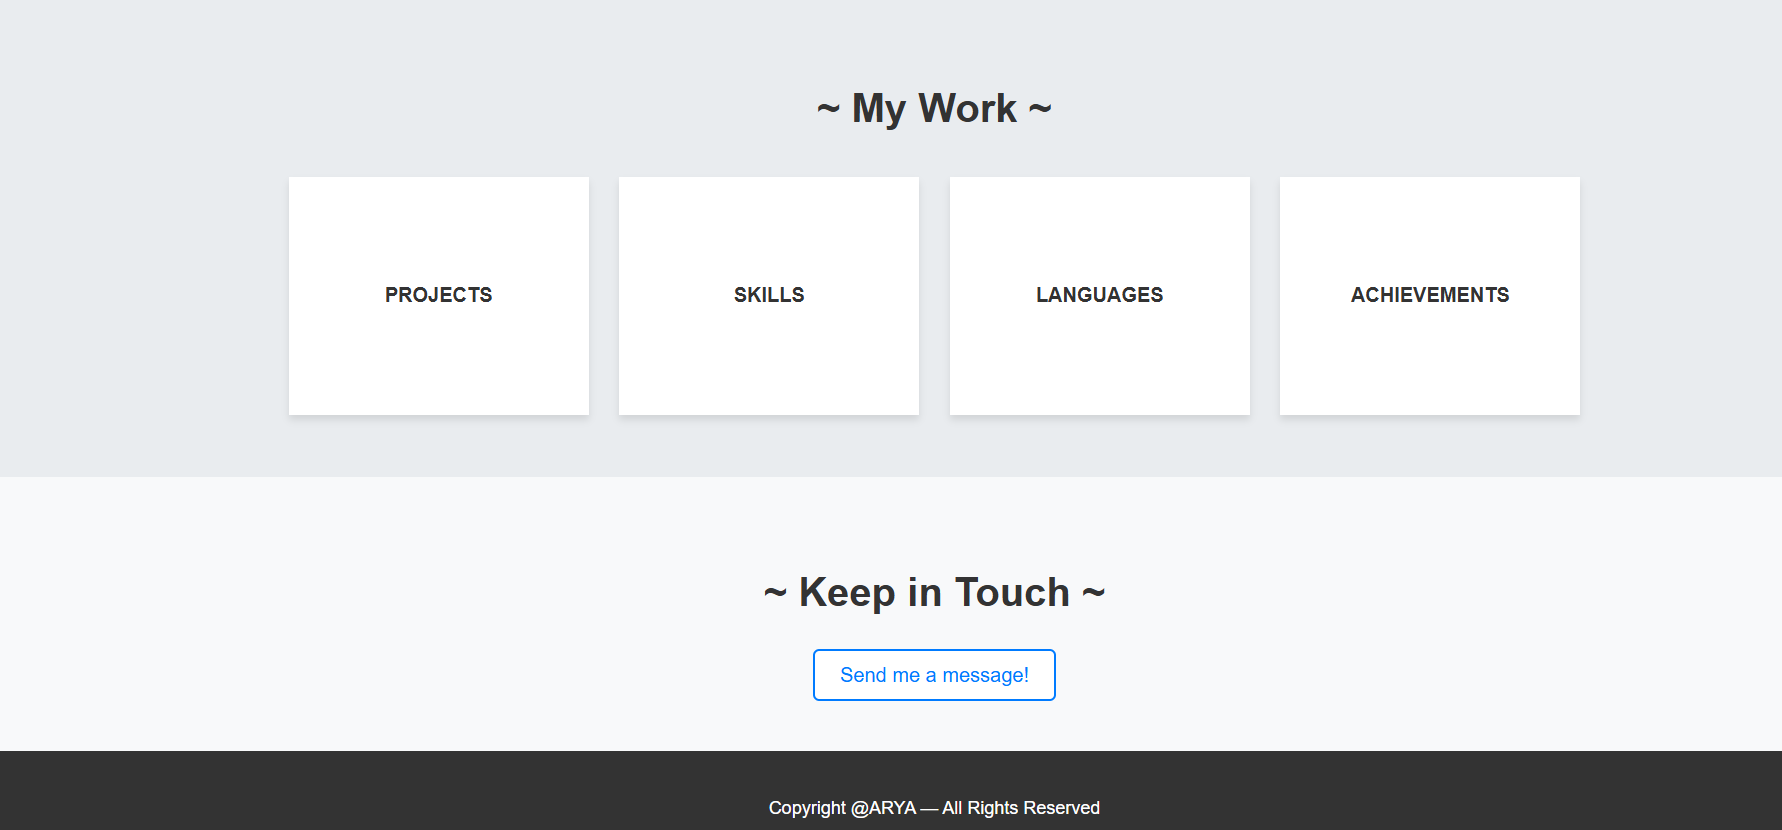 ~ My Work ~
PROJECTS
SKILLS
LANGUAGES
ACHIEVEMENTS
~ Keep in Touch ~
Send me a message!
Copyright @ARYA — All Rights Reserved